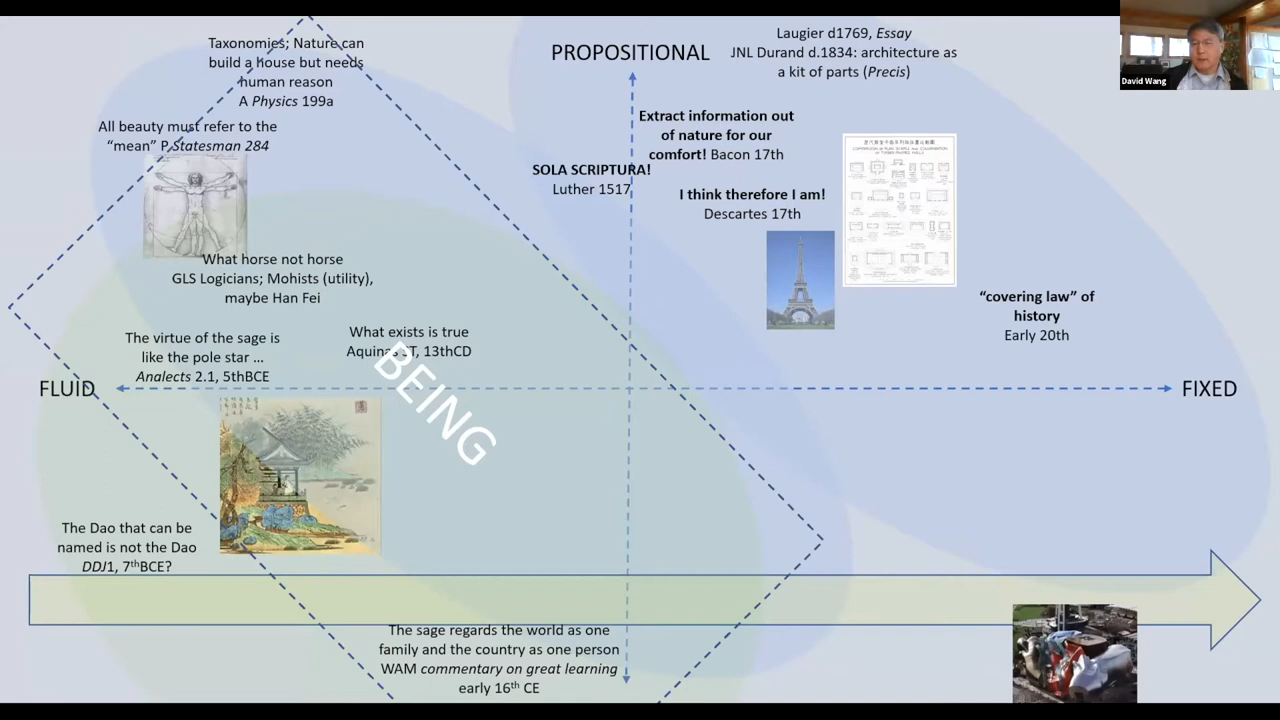 Taxonomies; Nature can
build a house but needs
human reason
A Physics 199a
All beauty must refer to the
“mean” P Statesman 284
What horse not horse
GLS Logicians; Mohists (utility),
maybe Han Fei
The virtue of the sage is
like the pole star ...
Analects 2.1, 5thBCE
What exists is true
Aquinas ST, 13thCD
FLUID
BEING
The Dao that can be
named is not the Dao
DDJ1, 7thBCE?
The sage regards the world as one
family and the country as one person
WAM commentary on great learning
early 16th CE
PROPOSITIONAL
Laugier d1769, Essay
JNL Durand d.1834: architecture as
a kit of parts (Precis)
Extract information out
of nature for our
comfort! Bacon 17th
SOLA SCRIPTURA!
Luther 1517
I think therefore I am!
Descartes 17th
“covering law” of
history
Early 20th
FIXED
David Wang